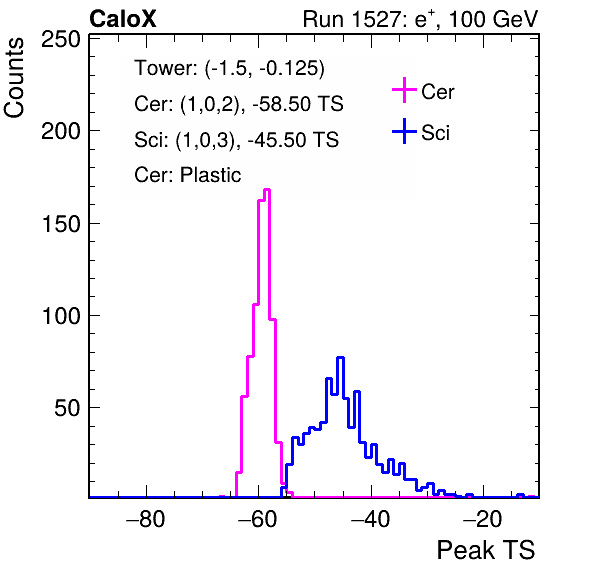 CaloX Run 1527: e⁺, 100 GeV
Counts
250
200
150
100
50
Tower: (-1.5, -0.125)
Cer: (1,0,2), -58.50 TS
Sci: (1,0,3), -45.50 TS
Cer: Plastic
Cer
Sci
−80 −60 −40 −20
Peak TS